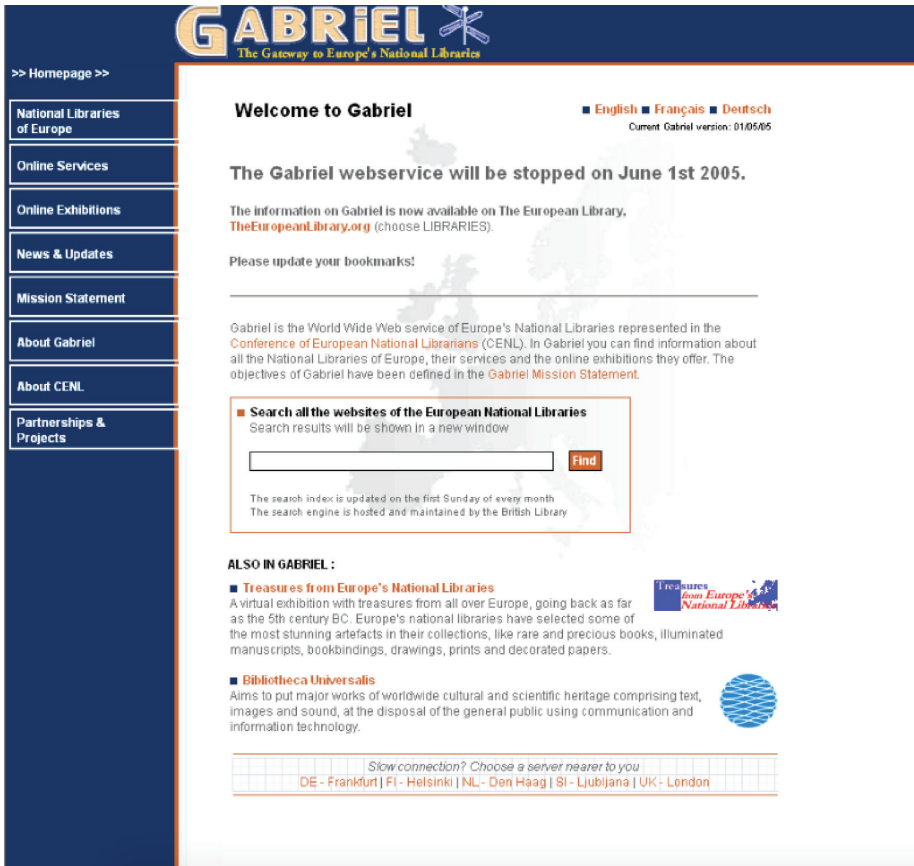 GABRiEL
The Gateway to Europe's National Libraries
>> Homepage >>
National Libraries
of Europe
Online Services
Online Exhibitions
News & Updates
Mission Statement
About Gabriel
About CENL
Partnerships &
Projects
Welcome to Gabriel
English Français Deutsch
Current Gabriel version: 01/05/05
The Gabriel webservice will be stopped on June 1st 2005.
The information on Gabriel is now available on The European Library,
TheEuropeanLibrary.org (choose LIBRARIES).
Please update your bookmarks!
Gabriel is the World Wide Web service of Europe's National Libraries represented in the
Conference of European National Librarians (CENL). In Gabriel you can find information about
all the National Libraries of Europe, their services and the online exhibitions they offer. The
objectives of Gabriel have been defined in the Gabriel Mission Statement.
Search all the websites of the European National Libraries
Search results will be shown in a new window
Find
The search index is updated on the first Sunday of every month
The search engine is hosted and maintained by the British Library
ALSO IN GABRIEL :
Treasures from Europe's National Libraries
A virtual exhibition with treasures from all over Europe, going back as far
as the 5th century BC. Europe's national libraries have selected some of
the most stunning artefacts in their collections, like rare and precious books, illuminated
manuscripts, bookbindings, drawings, prints and decorated papers.
Treasures
from Europe's
National Libraries
Bibliotheca Universalis
Aims to put major works of worldwide cultural and scientific heritage comprising text,
images and sound, at the disposal of the general public using communication and
information technology.
Slow connection? Choose a server nearer to you
DE - Frankfurt | FI - Helsinki | NL - Den Haag | SI - Ljubljana | UK - London